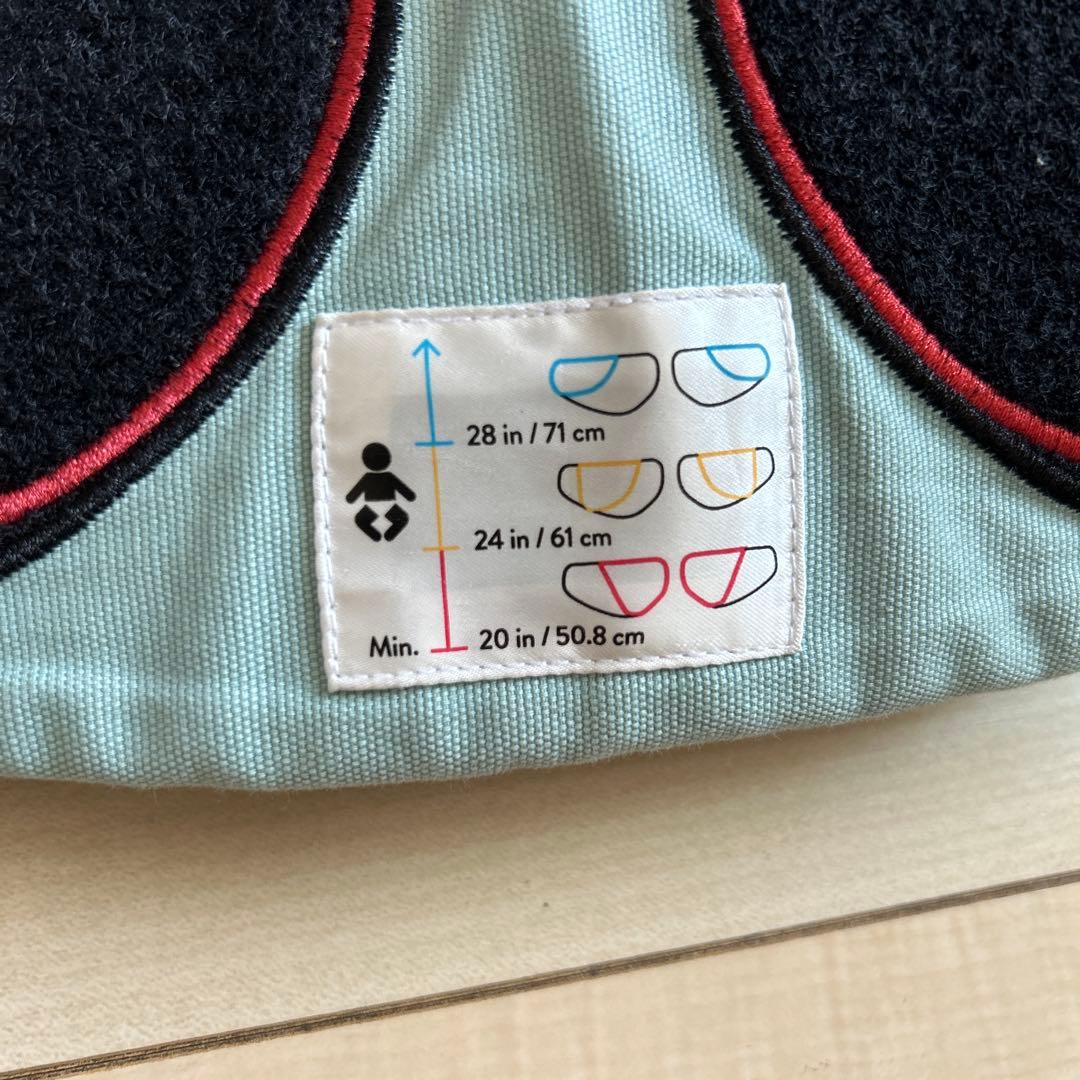 28 in / 71 cm
24 in / 61 cm
Min. 20 in / 50.8 cm